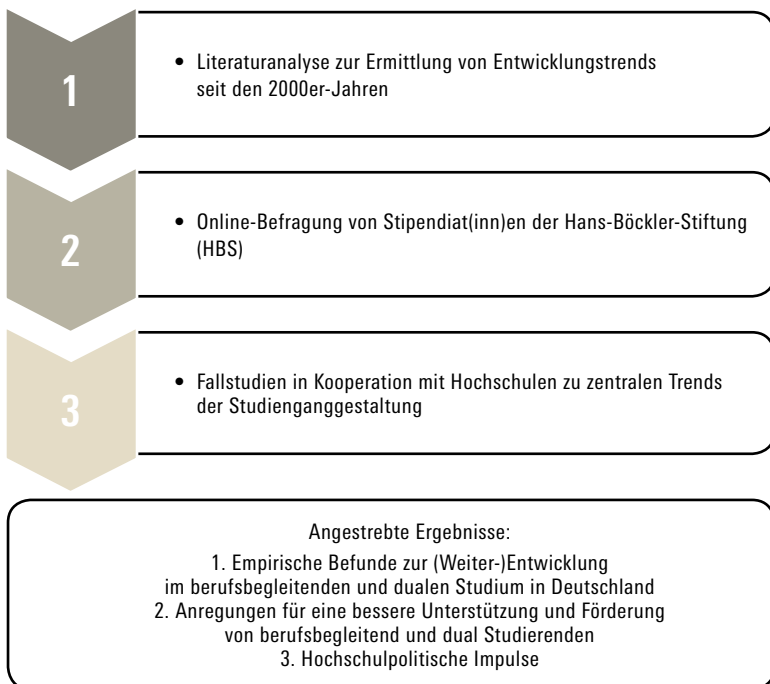 1
• Literaturanalyse zur Ermittlung von Entwicklungstrends
seit den 2000er-Jahren
2
• Online-Befragung von Stipendiat(inn)en der Hans-Böckler-Stiftung
(HBS)
3
• Fallstudien in Kooperation mit Hochschulen zu zentralen Trends
der Studienganggestaltung
Angestrebte Ergebnisse:
1. Empirische Befunde zur (Weiter-)Entwicklung
im berufsbegleitenden und dualen Studium in Deutschland
2. Anregungen für eine bessere Unterstützung und Förderung
von berufsbegleitend und dual Studierenden
3. Hochschulpolitische Impulse